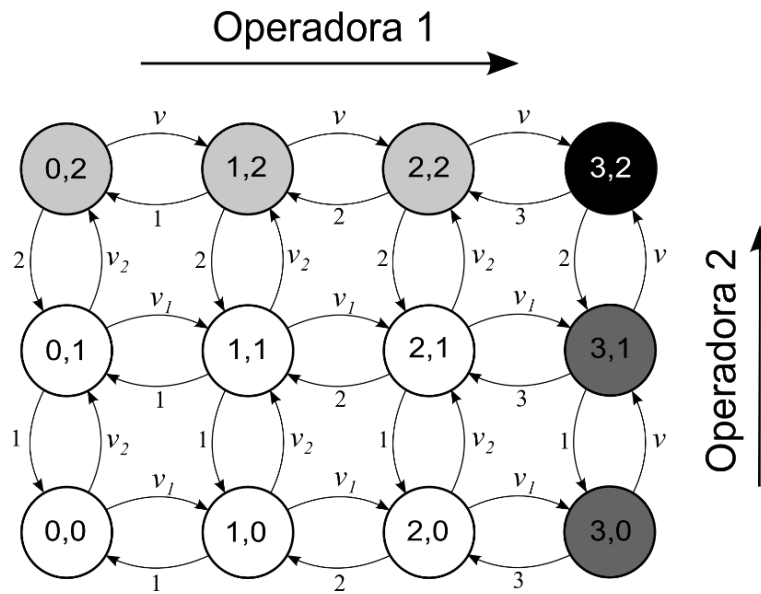 Operadora 1
v v v
0,2 1,2 2,2 3,2
1 2 3
2 v₂ 2 v₂ 2 v₂ 2 v
v₁ v₁ v₁
0,1 1,1 2,1 3,1
1 2 3
1 v₂ 1 v₂ 1 v₂ 1 v
v₁ v₁ v₁
0,0 1,0 2,0 3,0
1 2 3
Operadora 2